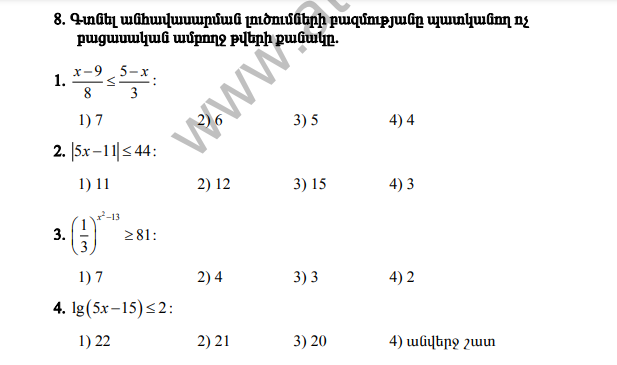 8. Գտնել անհավասարման լուծումների բազմությանը պատկանող ոչ
բացասական ամբողջ թվերի քանակը.
1. \frac{x-9}{8} \le \frac{5-x}{3}:
1) 7 2) 6 3) 5 4) 4
2. |5x-11| \le 44:
1) 11 2) 12 3) 15 4) 3
3. \left(\frac{1}{3}\right)^{x^2-13} \ge 81:
1) 7 2) 4 3) 3 4) 2
4. lg(5x-15) \le 2:
1) 22 2) 21 3) 20 4) անվերջ շատ
www.at